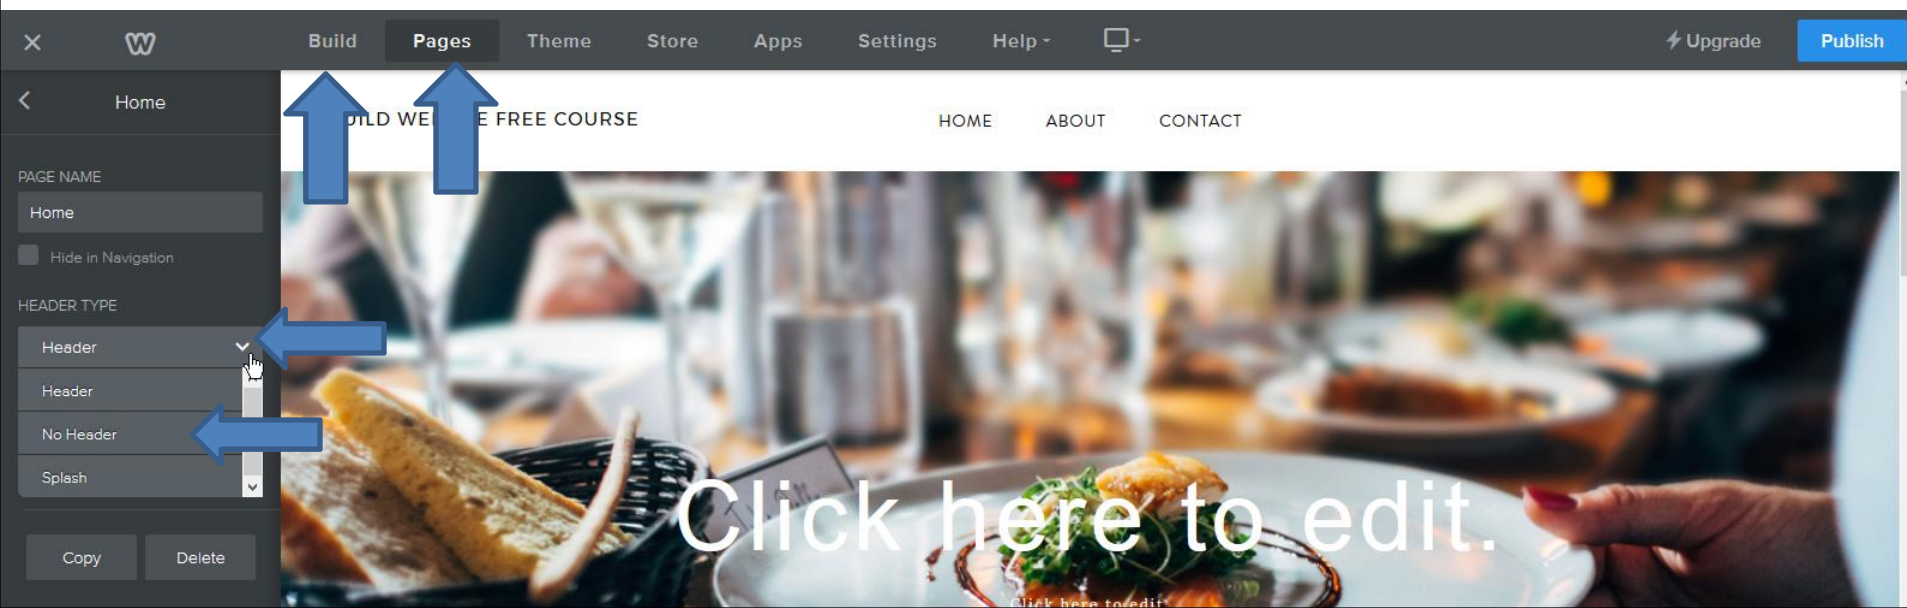 Build Pages Theme Store Apps Settings Help Upgrade Publish
Home
FREE COURSE
HOME ABOUT CONTACT
PAGE NAME
Home
Hide in Navigation
HEADER TYPE
Header
Header
No Header
Splash
Copy Delete
Click here to edit.
Click here to edit